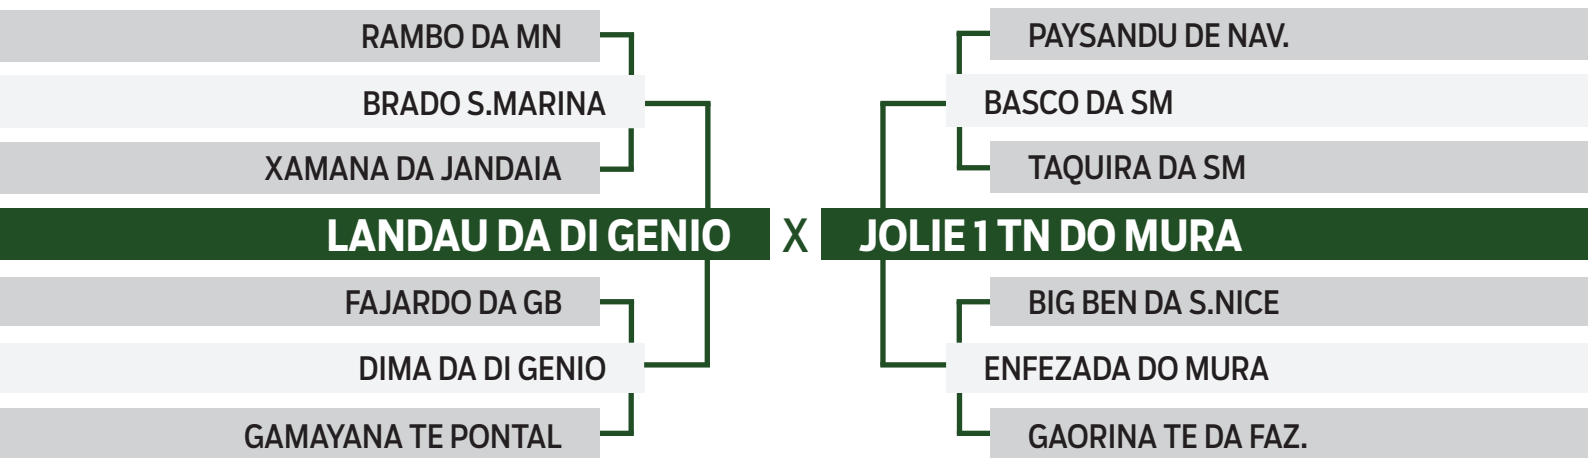 RAMBO DA MN
BRADO S.MARINA
XAMANA DA JANDAIA
LANDAU DA DI GENIO
FAJARDO DA GB
DIMA DA DI GENIO
GAMAYANA TE PONTAL
X
PAYSANDU DE NAV.
BASCO DA SM
TAQUIRA DA SM
JOLIE 1 TN DO MURA
BIG BEN DA S.NICE
ENFEZADA DO MURA
GAORINA TE DA FAZ.